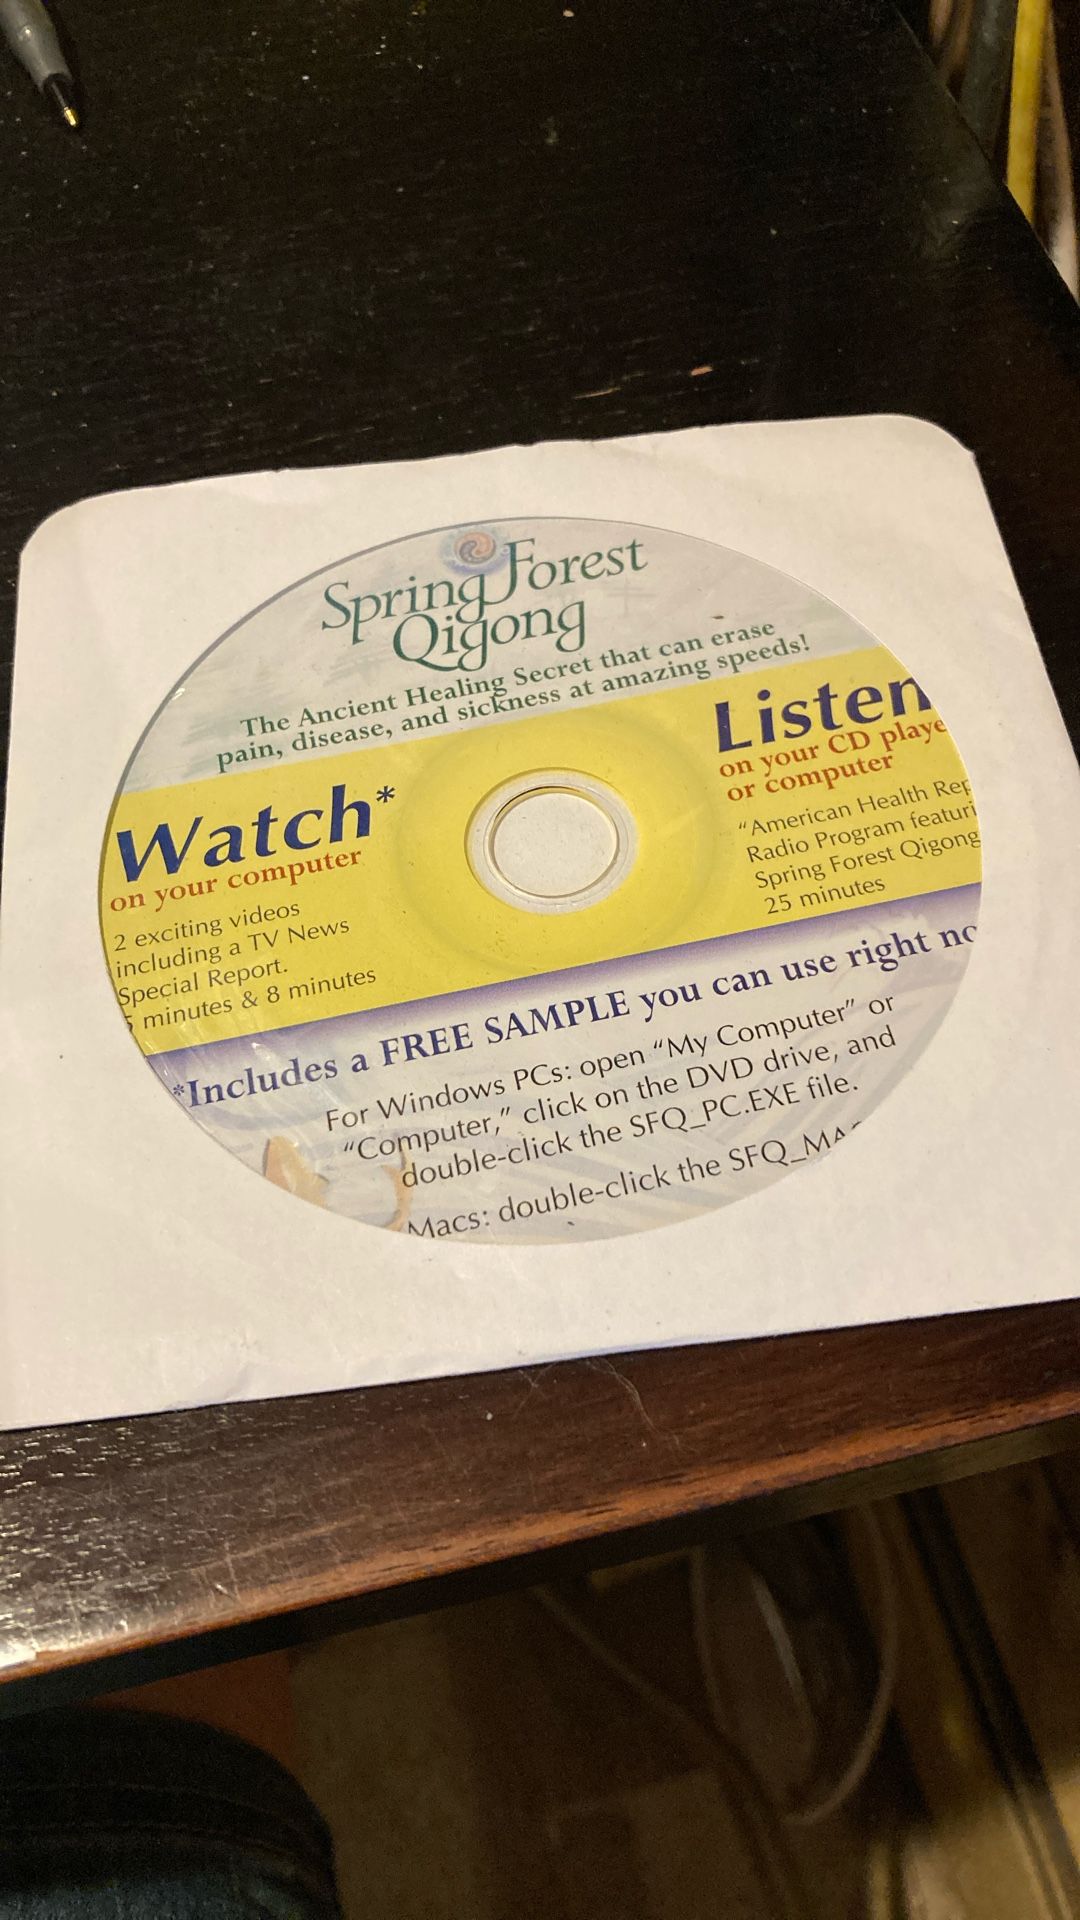 Spring Forest
Qigong
The Ancient Healing Secret that can erase
pain, disease, and sickness at amazing speeds!
Watch*
on your computer
2 exciting videos
including a TV News
Special Report.
5 minutes & 8 minutes
Listen
on your CD playe
or computer
"American Health Rep
Radio Program featuri
Spring Forest Qigong
25 minutes
*Includes a FREE SAMPLE you can use right no
For Windows PCs: open "My Computer" or
"Computer," click on the DVD drive, and
double-click the SFQ_PC.EXE file.
Macs: double-click the SFQ_MA